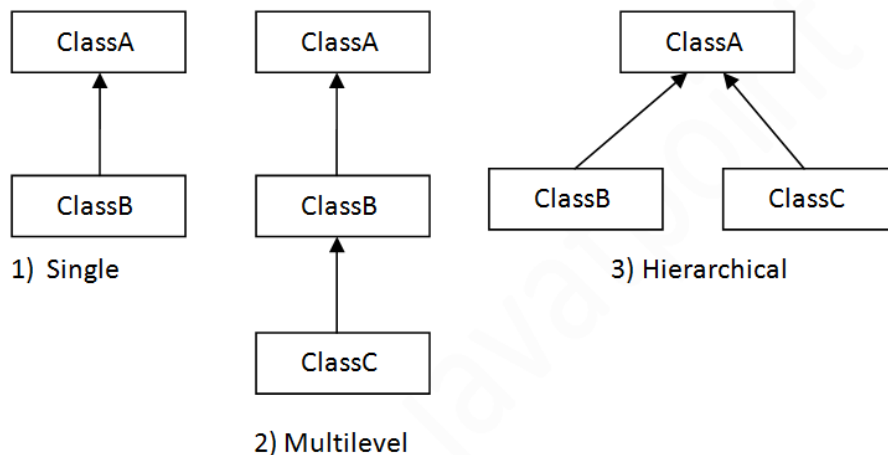 ClassA
ClassB
1) Single
ClassA
ClassB
ClassC
2) Multilevel
ClassA
ClassB
ClassC
3) Hierarchical